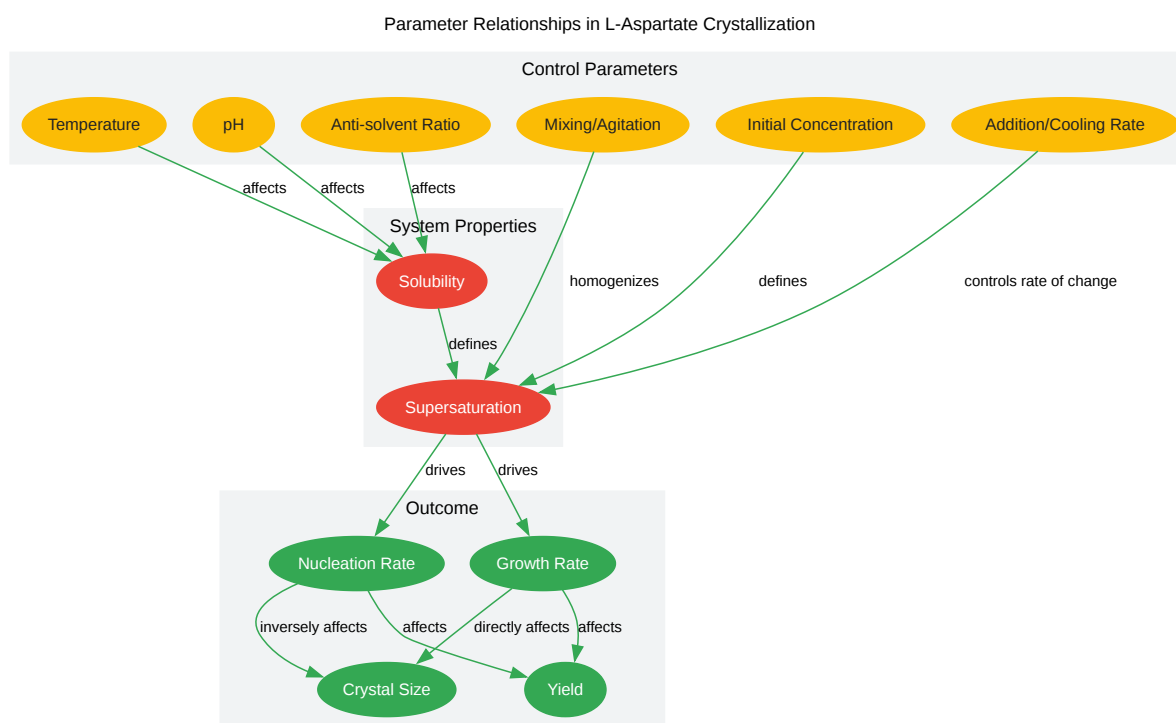 Parameter Relationships in L-Aspartate Crystallization
Control Parameters
Temperature
pH
Anti-solvent Ratio
Mixing/Agitation
Initial Concentration
Addition/Cooling Rate
affects
affects
affects
System Properties
Solubility
homogenizes
defines
controls rate of change
defines
Supersaturation
drives
drives
Outcome
Nucleation Rate
Growth Rate
inversely affects
affects
directly affects
affects
Crystal Size
Yield